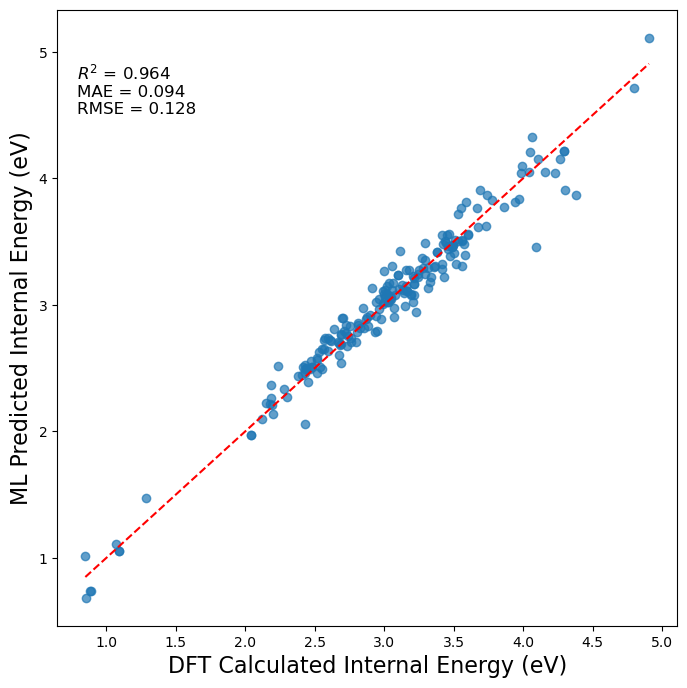 R² = 0.964
MAE = 0.094
RMSE = 0.128
ML Predicted Internal Energy (eV)
5
4
3
2
1
1.0 1.5 2.0 2.5 3.0 3.5 4.0 4.5 5.0
DFT Calculated Internal Energy (eV)